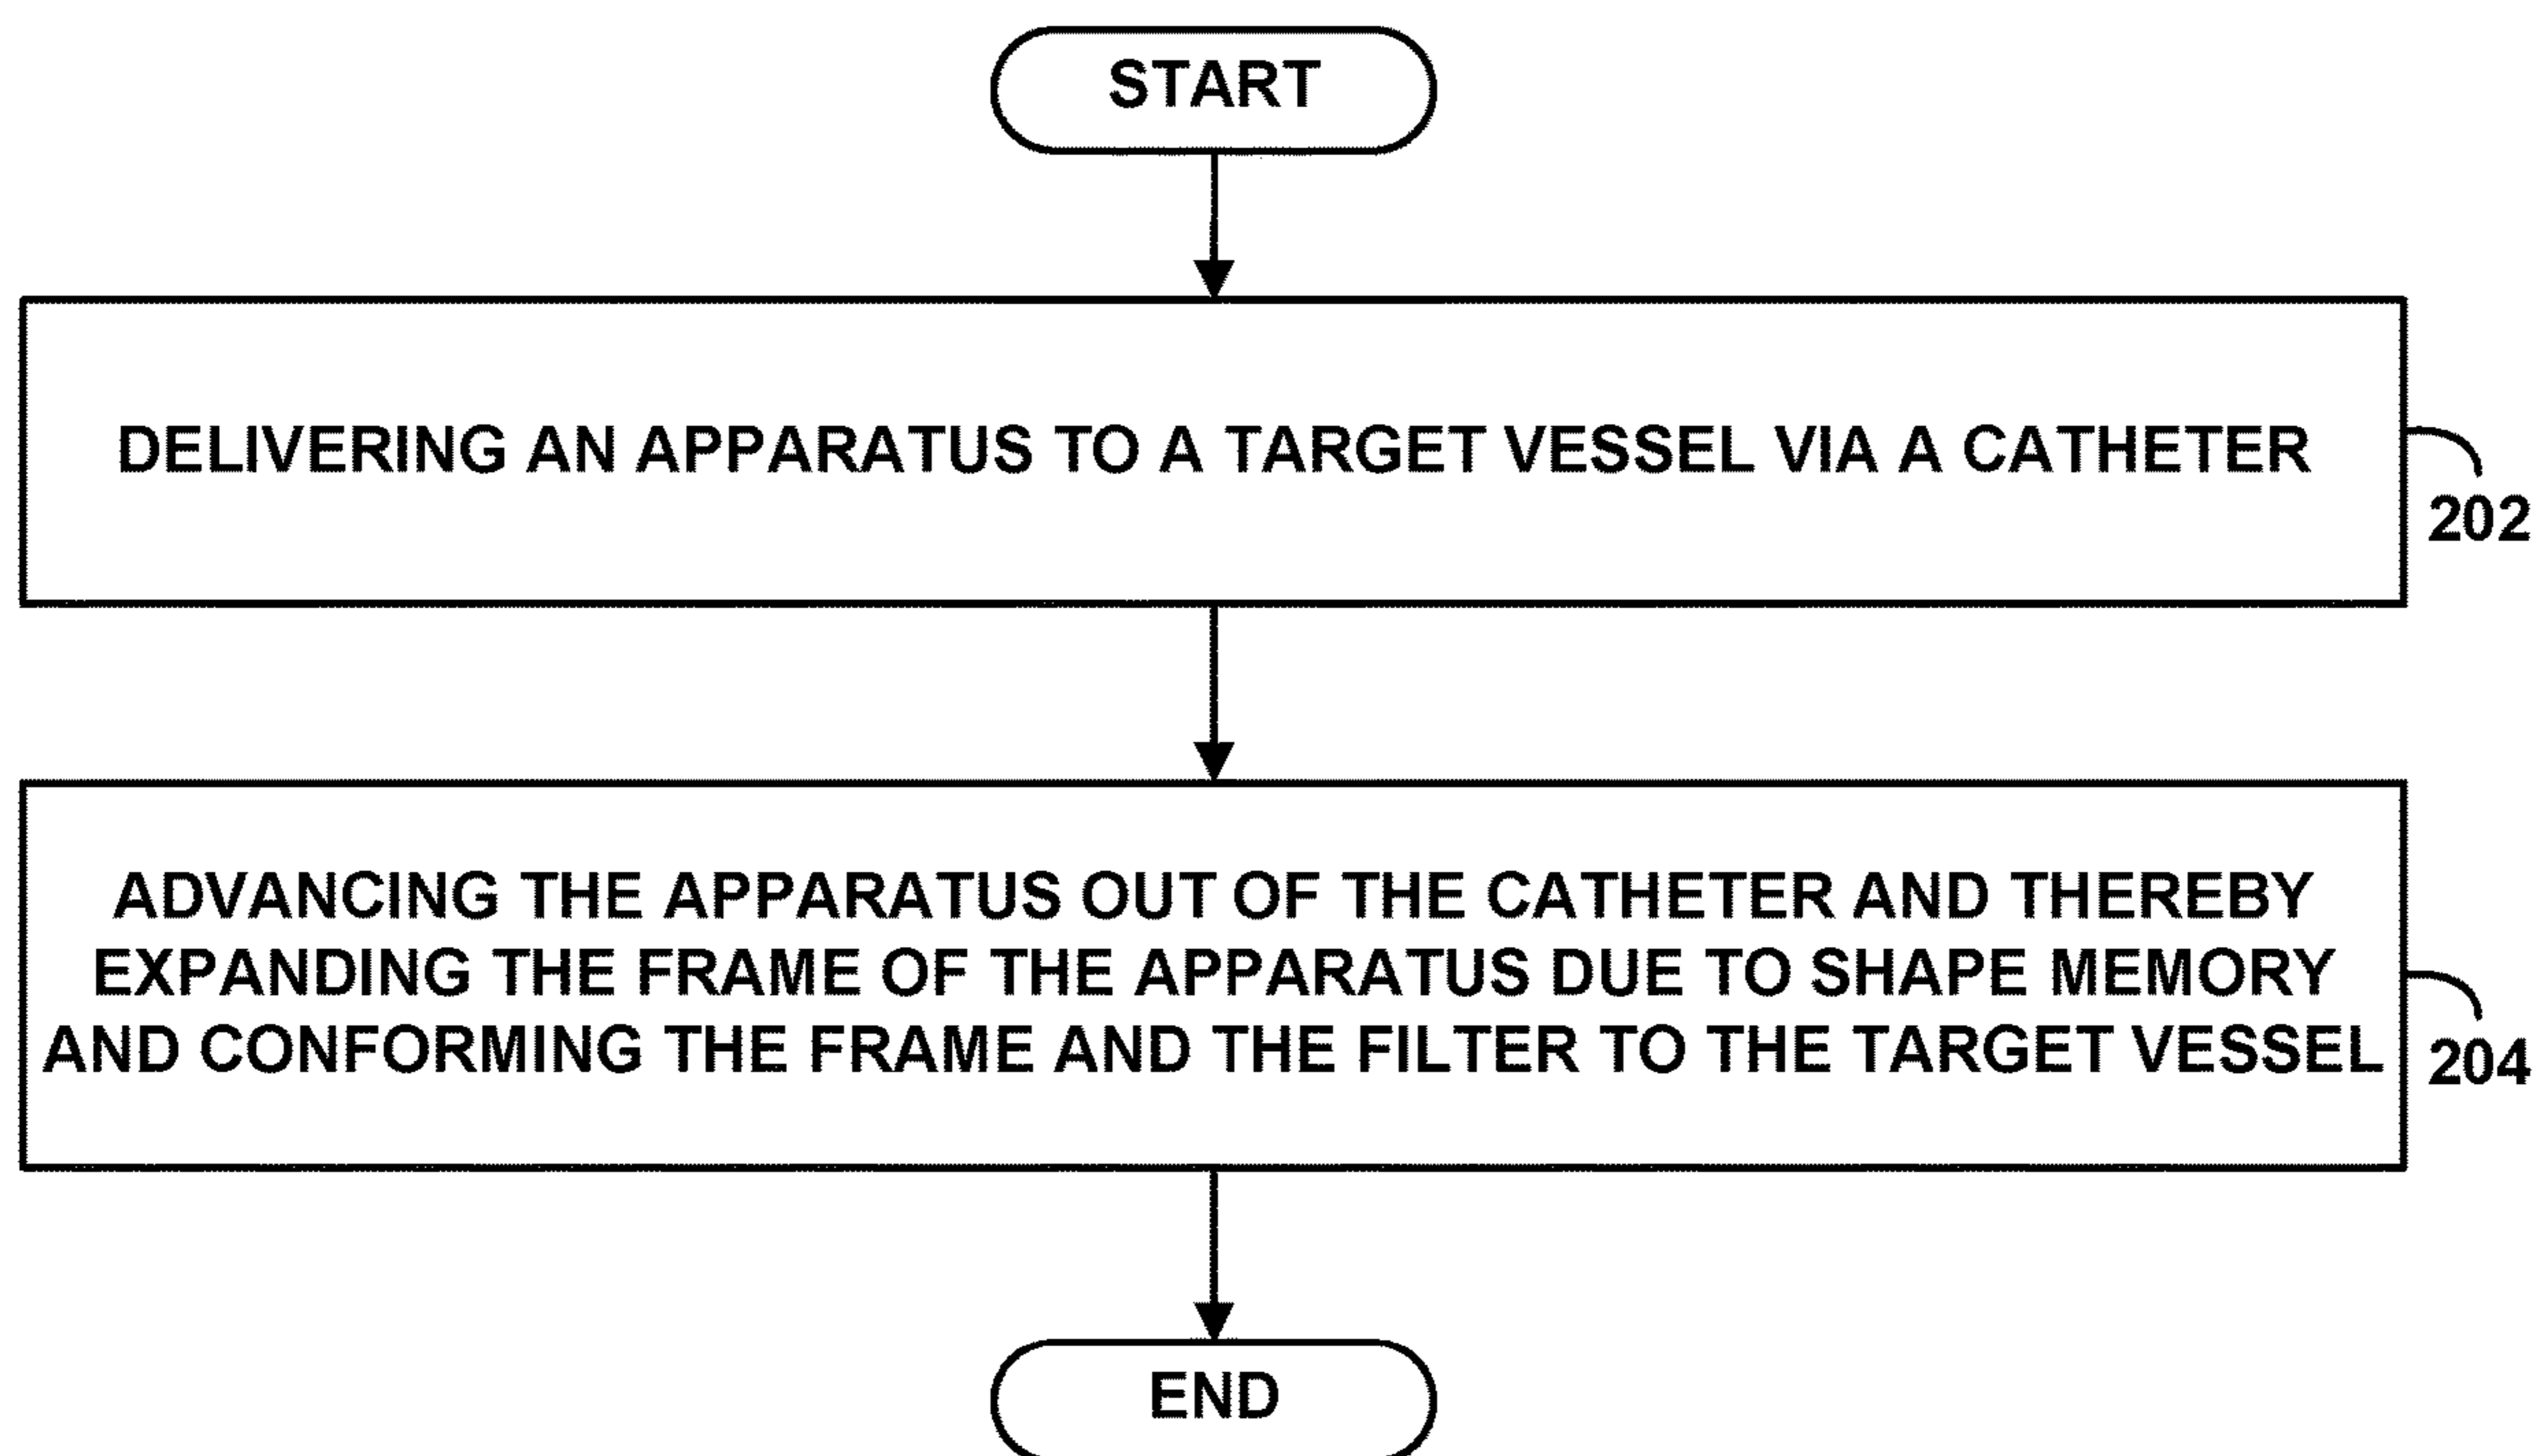 START
DELIVERING AN APPARATUS TO A TARGET VESSEL VIA A CATHETER
202
ADVANCING THE APPARATUS OUT OF THE CATHETER AND THEREBY
EXPANDING THE FRAME OF THE APPARATUS DUE TO SHAPE MEMORY
AND CONFORMING THE FRAME AND THE FILTER TO THE TARGET VESSEL
204
END